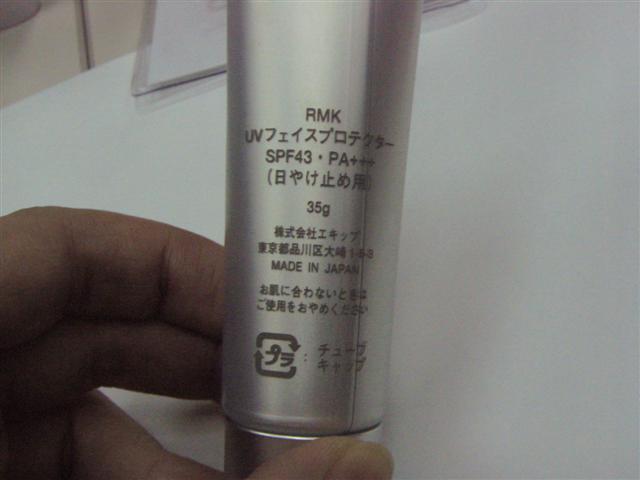 RMK
UVフェイスプロテクター
SPF43・PA+++
(日やけ止め用)
35g
株式会社エキップ
東京都品川区大崎1-6-3
MADE IN JAPAN
お肌に合わないときは
ご使用をおやめください
プラ : チューブ
キャップ